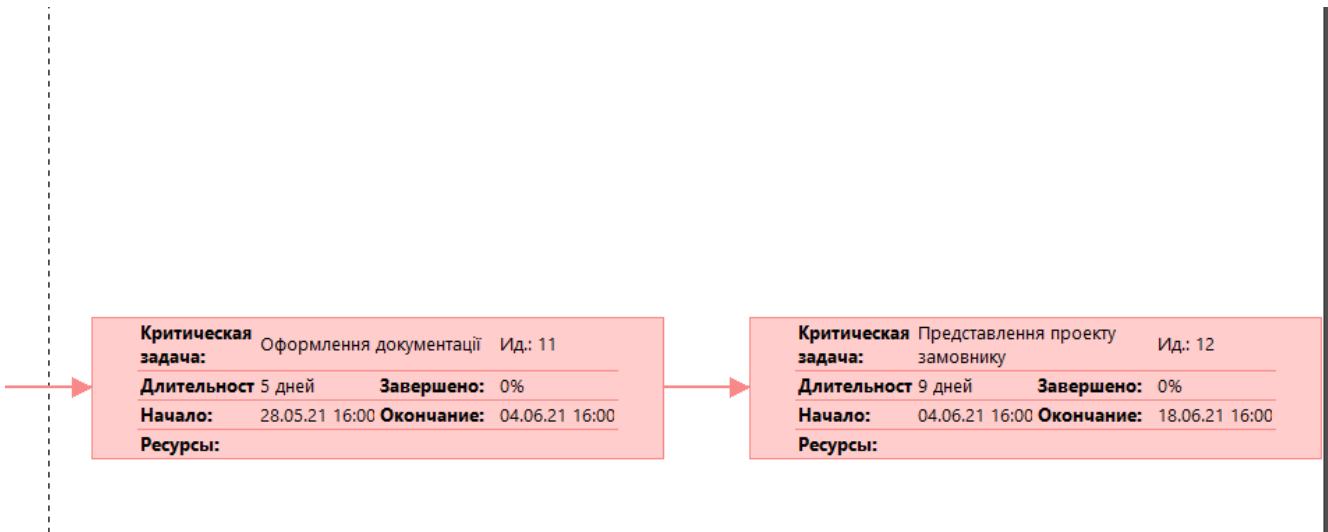 Критическая задача: Оформлення документації Ид.: 11
Длительност 5 дней Завершено: 0%
Начало: 28.05.21 16:00 Окончание: 04.06.21 16:00
Ресурсы:
Критическая задача: Представлення проекту замовнику Ид.: 12
Длительност 9 дней Завершено: 0%
Начало: 04.06.21 16:00 Окончание: 18.06.21 16:00
Ресурсы: